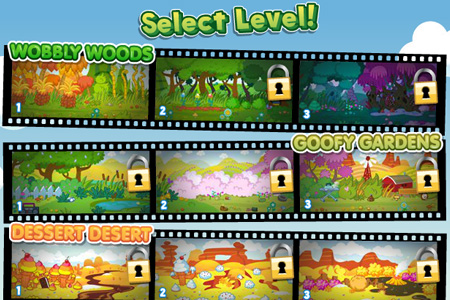 Select Level!
WOBBLY WOODS
1 2 3
GOOFY GARDENS
1 2 3
DESSERT DESERT
1 2 3